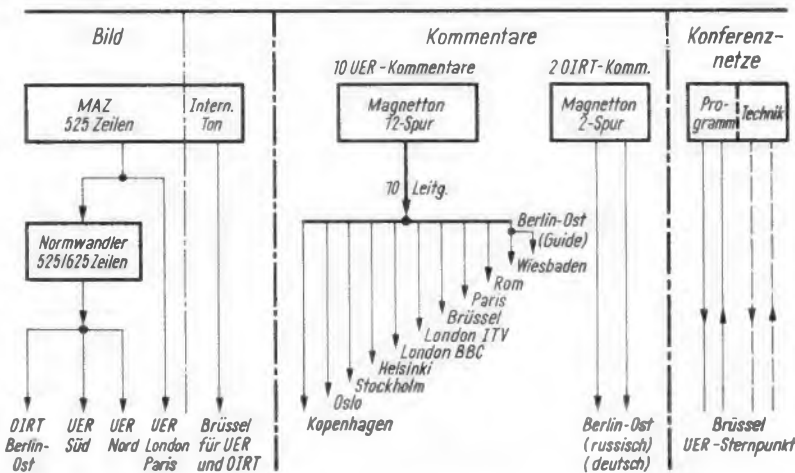 Bild
Kommentare
Konferenz-
netze
10 UER-Kommentare
2 OIRT-Komm.
MAZ
525 Zeilen
Intern.
Ton
Magnetton
12-Spur
Magnetton
2-Spur
Pro-
gramm
Technik
10 Leitg.
Normwandler
525/625 Zeilen
Berlin-Ost
(Guide)
Wiesbaden
Rom
Paris
Brüssel
London ITV
London BBC
Helsinki
Stockholm
Oslo
Kopenhagen
OIRT
Berlin-
Ost
UER
Süd
UER
Nord
UER
London
Paris
Brüssel
für UER
und OIRT
Berlin-Ost
(russisch)
(deutsch)
Brüssel
UER-Sternpunkt